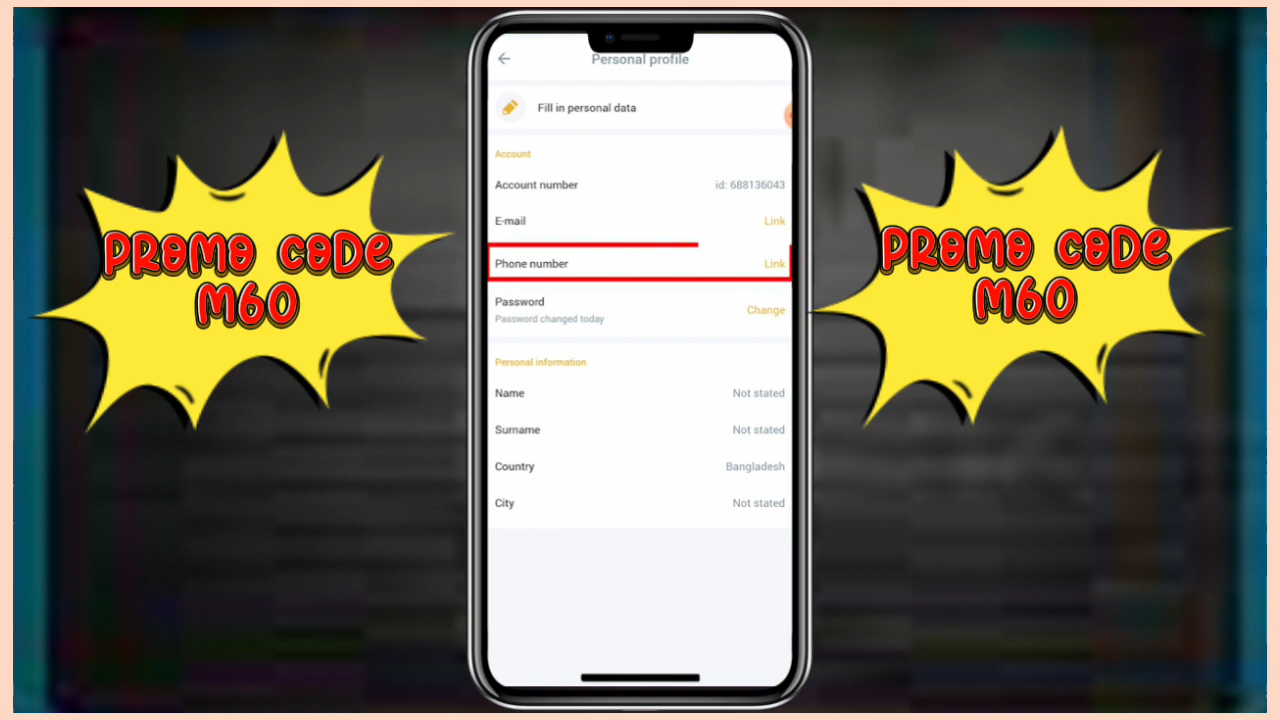 Personal profile
Fill in personal data
Account
Account number id: 688136043
E-mail Link
Phone number Link
Password
Password changed today
Change
Personal information
Name Not stated
Surname Not stated
Country Bangladesh
City Not stated
PROMO CODE
M60
PROMO CODE
M60